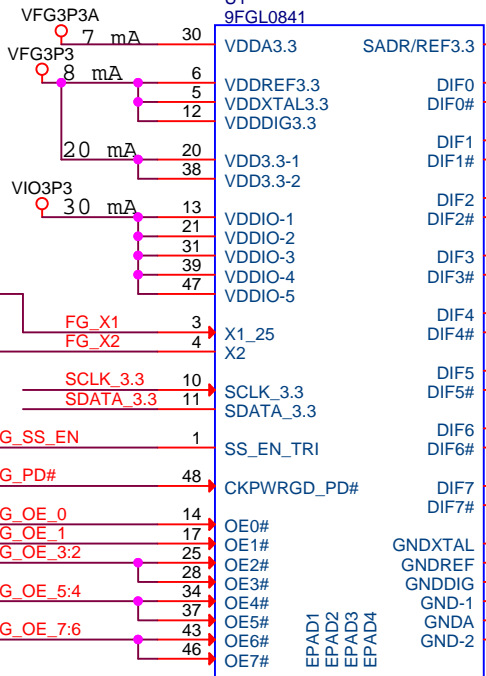 U1
9FGL0841
VFG3P3A
7 mA 30 VDDA3.3 SADR/REF3.3
VFG3P3
8 mA 6 VDDREF3.3 DIF0
5 VDDXTAL3.3 DIF0#
12 VDDDIG3.3
DIF1
20 mA 20 VDD3.3-1 DIF1#
38 VDD3.3-2
VIO3P3
DIF2
30 mA 13 VDDIO-1 DIF2#
21 VDDIO-2
31 VDDIO-3 DIF3
39 VDDIO-4 DIF3#
47 VDDIO-5
DIF4
FG_X1 3 X1_25 DIF4#
FG_X2 4 X2
DIF5
SCLK_3.3 10 SCLK_3.3 DIF5#
SDATA_3.3 11 SDATA_3.3
DIF6
G_SS_EN 1 SS_EN_TRI DIF6#
G_PD# 48 CKPWRGD_PD# DIF7
DIF7#
G_OE_0 14 OE0#
G_OE_1 17 OE1# GNDXTAL
G_OE_3:2 25 OE2# GNDREF
28 OE3# GNDDIG
G_OE_5:4 34 OE4# GND-1
37 OE5# GNDA
G_OE_7:6 43 OE6# GND-2
46 OE7#
EPAD1
EPAD2
EPAD3
EPAD4